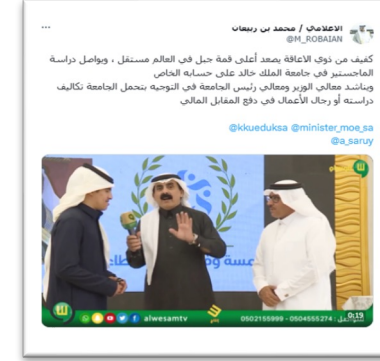 الاعلامي / محمد بن ربيعان
@M_ROBAIAN
كفيف من ذوي الاعاقة يصعد أعلى قمة جبل في العالم مستقل ، ويواصل دراسة
الماجستير في جامعة الملك خالد على حسابه الخاص
ويناشد معالي الوزير ومعالي رئيس الجامعة في التوجيه بتحمل الجامعة تكاليف
دراسته أو رجال الأعمال في دفع المقابل المالي
@kkueduksa @minister_moe_sa
@a_saruy
0:19
alwesamtv
0502155999 - 0504555274